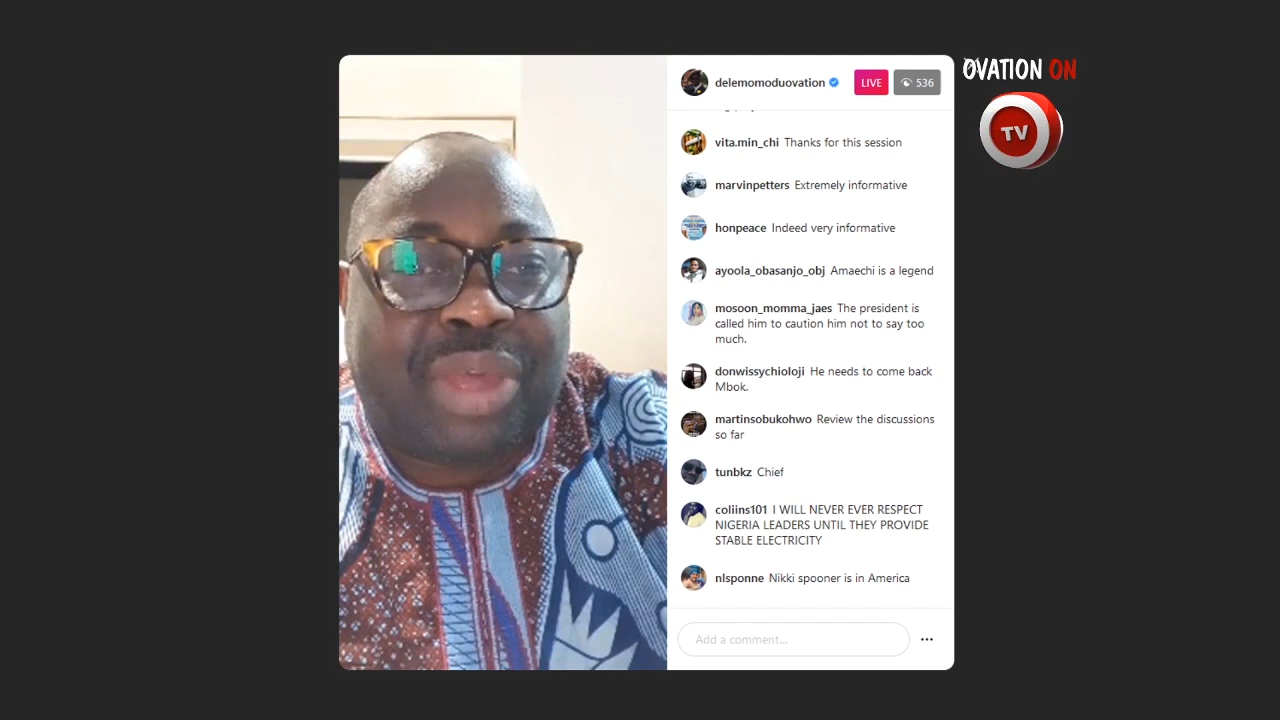 OVATION ON
TV
delemomoduovation
LIVE
536
vita.min_chi Thanks for this session
marvinpetters Extremely informative
honpeace Indeed very informative
ayoola_obasanjo_obj Amaechi is a legend
mosoon_momma_jaes The president is
called him to caution him not to say too
much.
donwissychioloji He needs to come back
Mbok.
martinsobukohwo Review the discussions
so far
tunbkz Chief
coliins101 I WILL NEVER EVER RESPECT
NIGERIA LEADERS UNTIL THEY PROVIDE
STABLE ELECTRICITY
nlsponne Nikki spooner is in America
Add a comment...